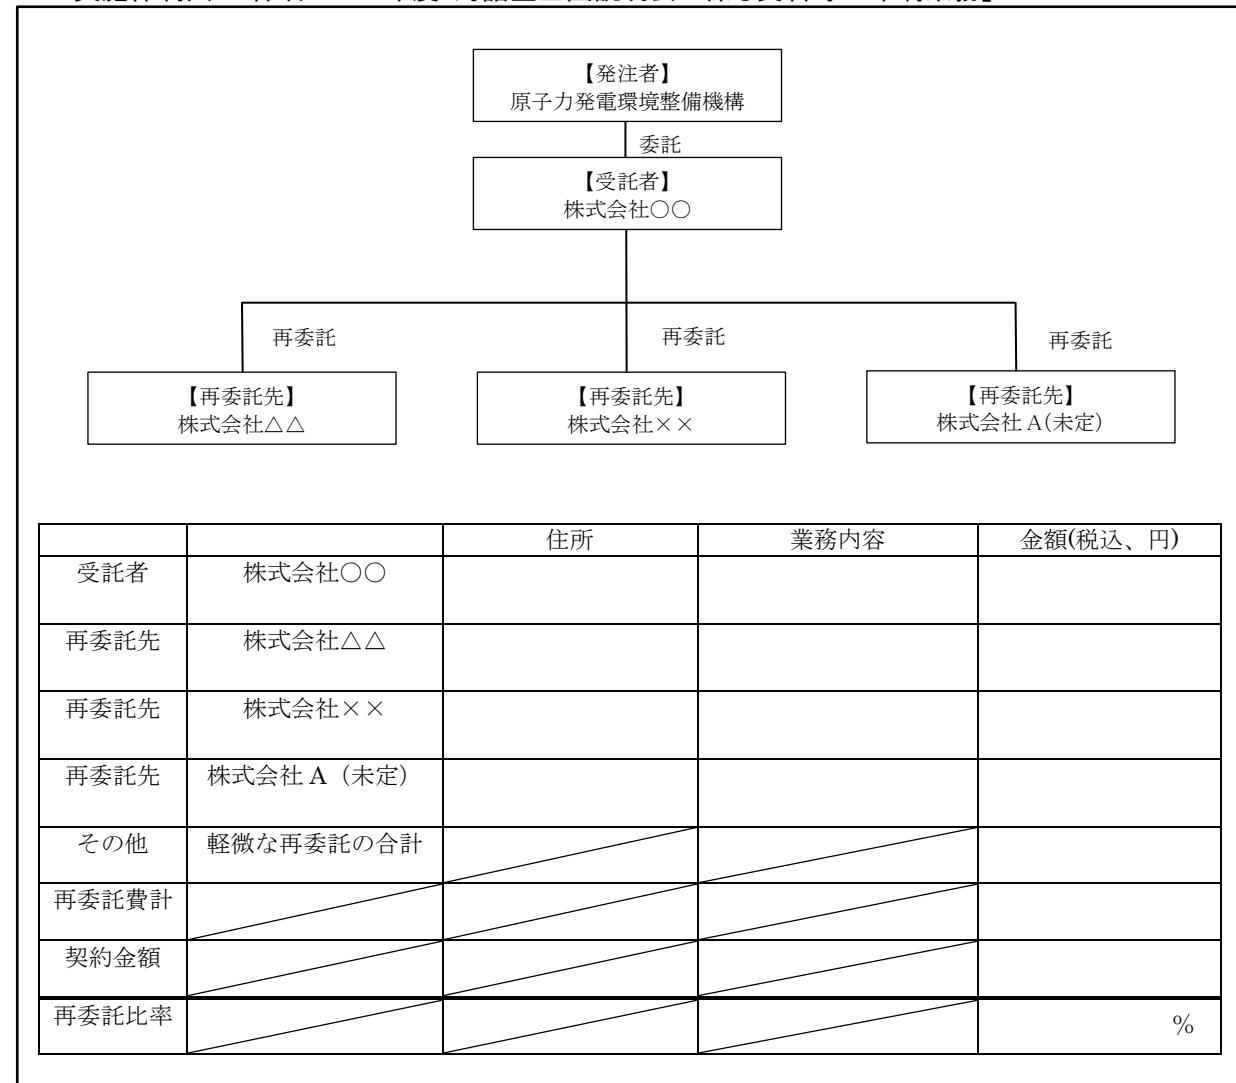 【発注者】
原子力発電環境整備機構
委託
【受託者】
株式会社○○
再委託
再委託
再委託
【再委託先】
株式会社△△
【再委託先】
株式会社××
【再委託先】
株式会社 A(未定)
住所 業務内容 金額(税込、円)
受託者 株式会社○○
再委託先 株式会社△△
再委託先 株式会社××
再委託先 株式会社 A（未定）
その他 軽微な再委託の合計
再委託費計
契約金額
再委託比率 %